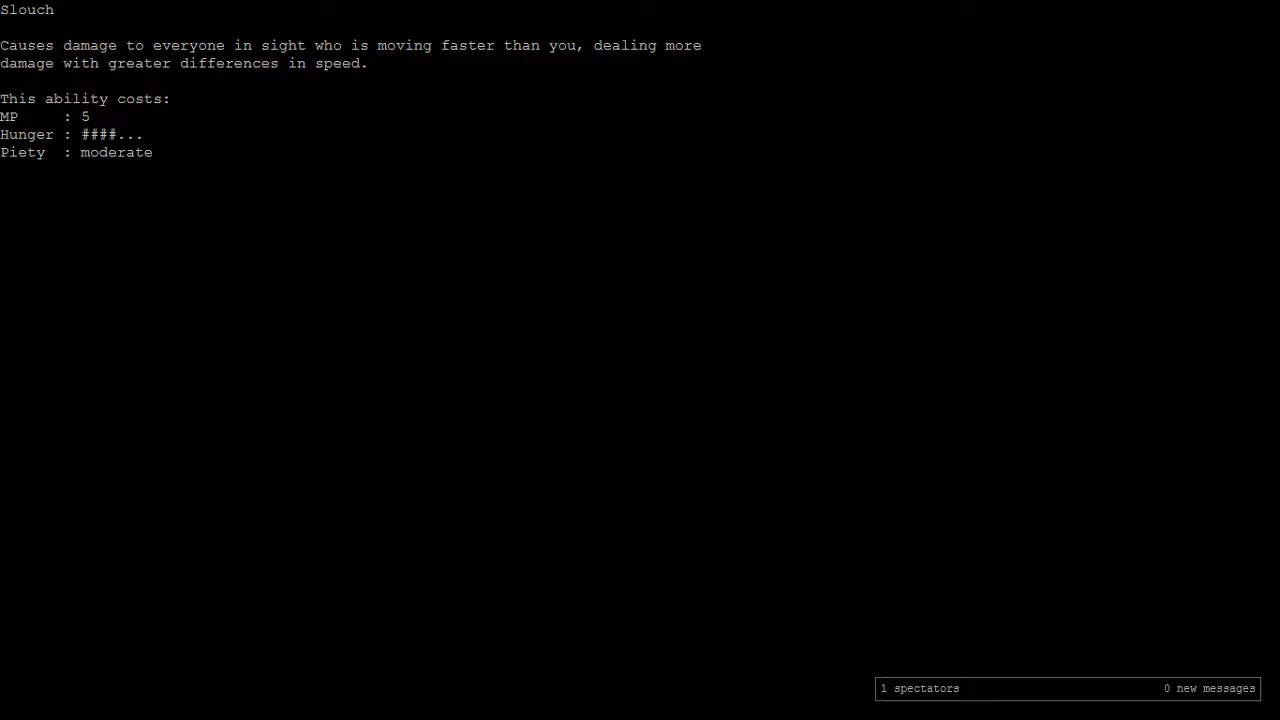 Slouch
Causes damage to everyone in sight who is moving faster than you, dealing more
damage with greater differences in speed.
This ability costs:
MP     : 5
Hunger : ####...
Piety  : moderate
1 spectators 0 new messages